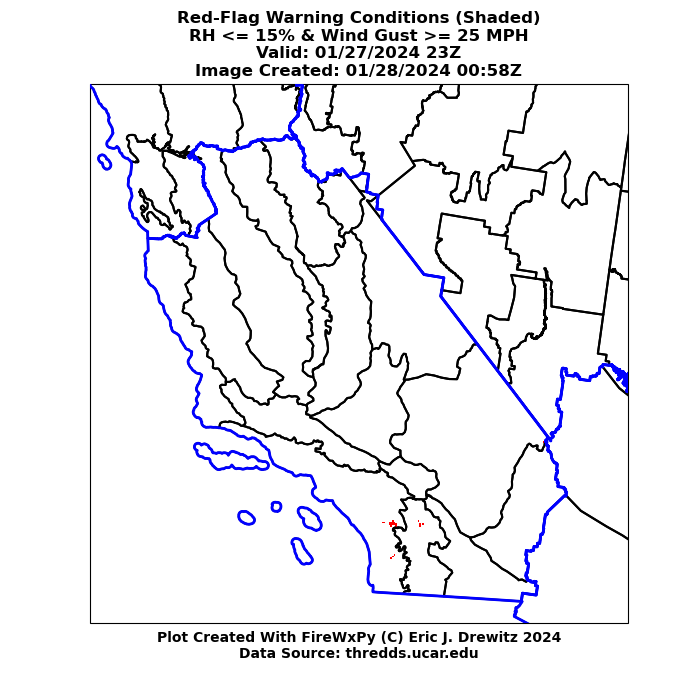 Red-Flag Warning Conditions (Shaded)
RH <= 15% & Wind Gust >= 25 MPH
Valid: 01/27/2024 23Z
Image Created: 01/28/2024 00:58Z
Plot Created With FireWxPy (C) Eric J. Drewitz 2024
Data Source: thredds.ucar.edu